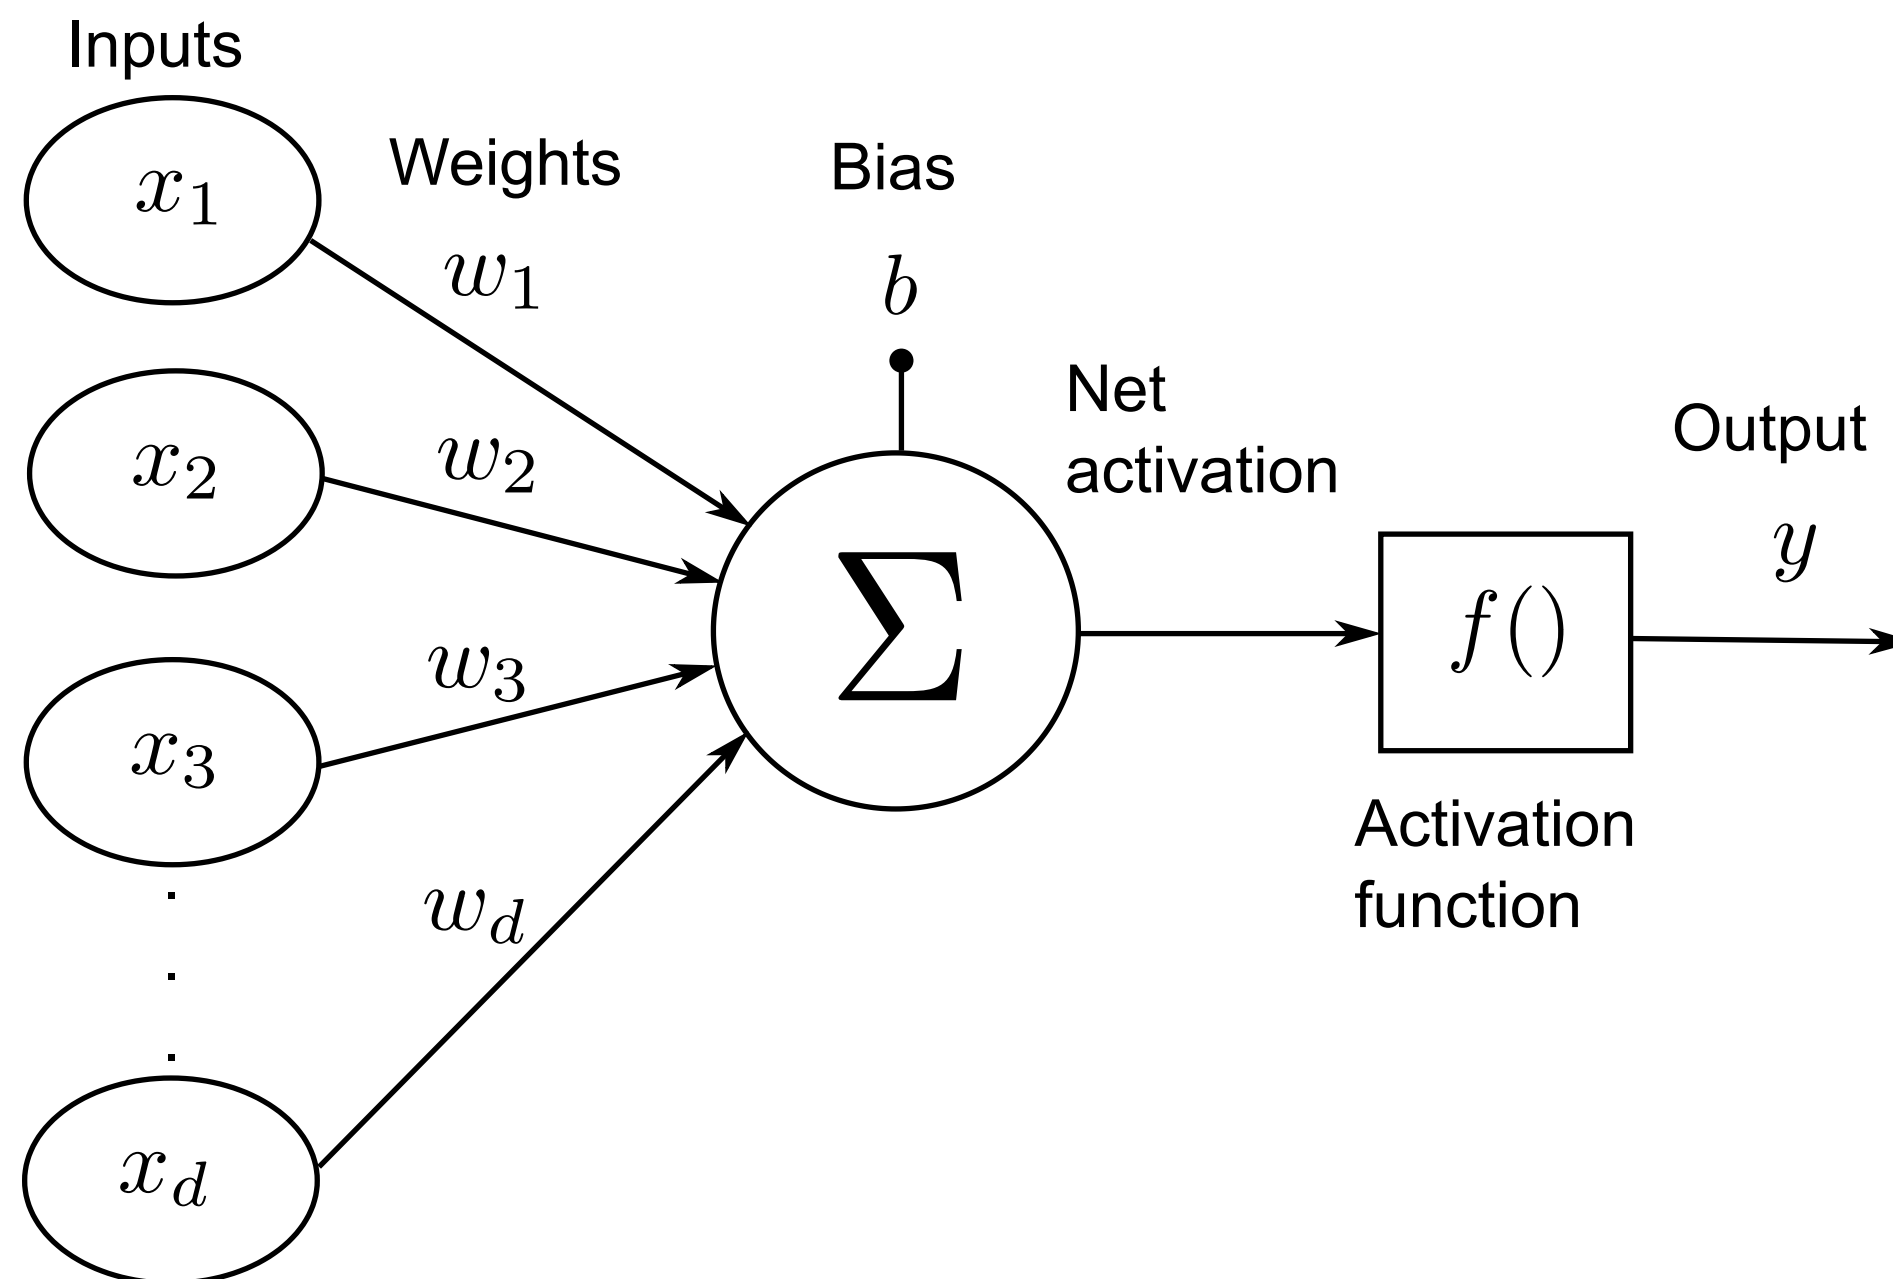 Inputs
x1
Weights
w1
Bias
b
x2
w2
Net
activation
Output
y
Σ
f()
x3
w3
Activation
function
.
.
.
wd
xd